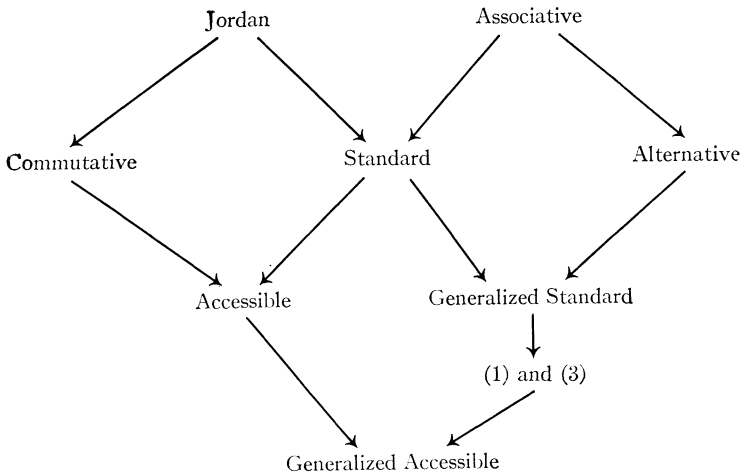 Jordan
Associative
Commutative
Standard
Alternative
Accessible
Generalized Standard
(1) and (3)
Generalized Accessible